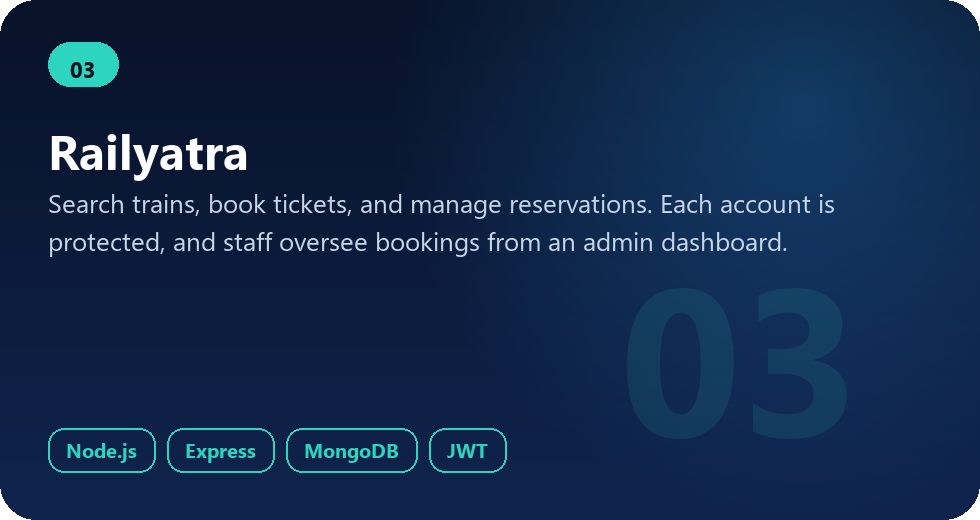 03
Railyatra
Search trains, book tickets, and manage reservations. Each account is
protected, and staff oversee bookings from an admin dashboard.
03
Node.js Express MongoDB JWT